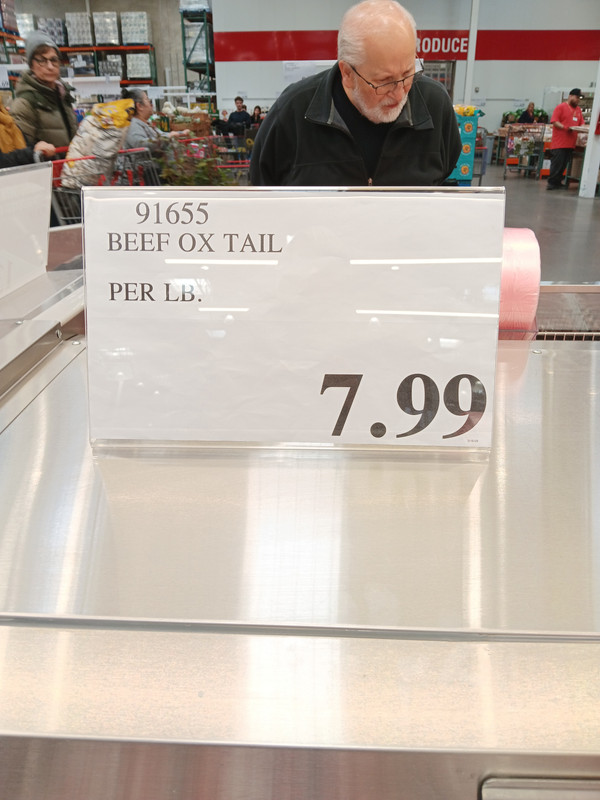 RODUCE
91655
BEEF OX TAIL
PER LB.
7.99